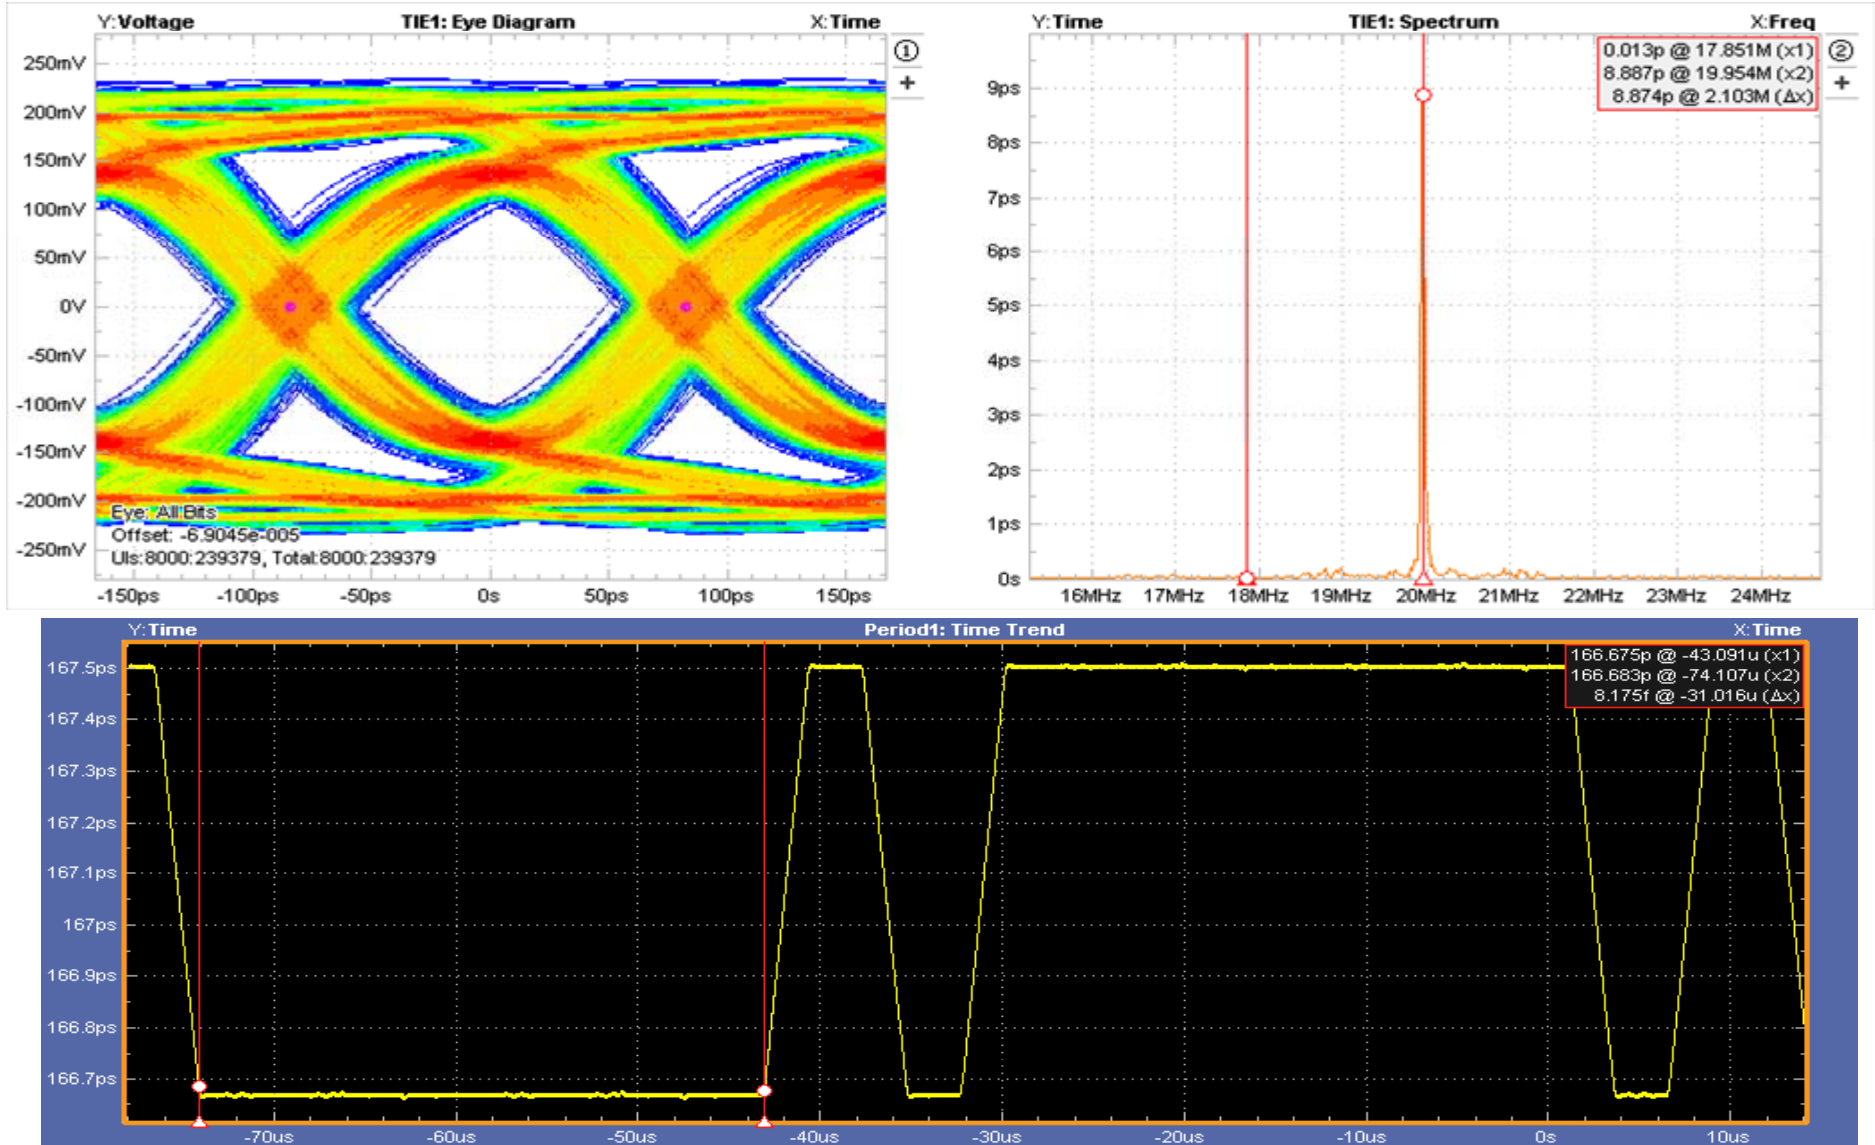 Y:Voltage TIE1: Eye Diagram X:Time
250mV
200mV
150mV
100mV
50mV
0V
-50mV
-100mV
-150mV
-200mV
-250mV
Eye: All Bits
Offset: -6.9045e-005
UIs:8000:239379, Total:8000:239379
-150ps -100ps -50ps 0s 50ps 100ps 150ps
1
+
Y:Time TIE1: Spectrum X:Freq
0.013p @ 17.851M (x1)
8.887p @ 19.954M (x2)
8.874p @ 2.103M (Δx)
2
+
9ps
8ps
7ps
6ps
5ps
4ps
3ps
2ps
1ps
0s
16MHz 17MHz 18MHz 19MHz 20MHz 21MHz 22MHz 23MHz 24MHz
Y:Time Period1: Time Trend X:Time
166.675p @ -43.091u (x1)
166.683p @ -74.107u (x2)
8.175f @ -31.016u (Δx)
167.5ps
167.4ps
167.3ps
167.2ps
167.1ps
167ps
166.9ps
166.8ps
166.7ps
-70us -60us -50us -40us -30us -20us -10us 0s 10us